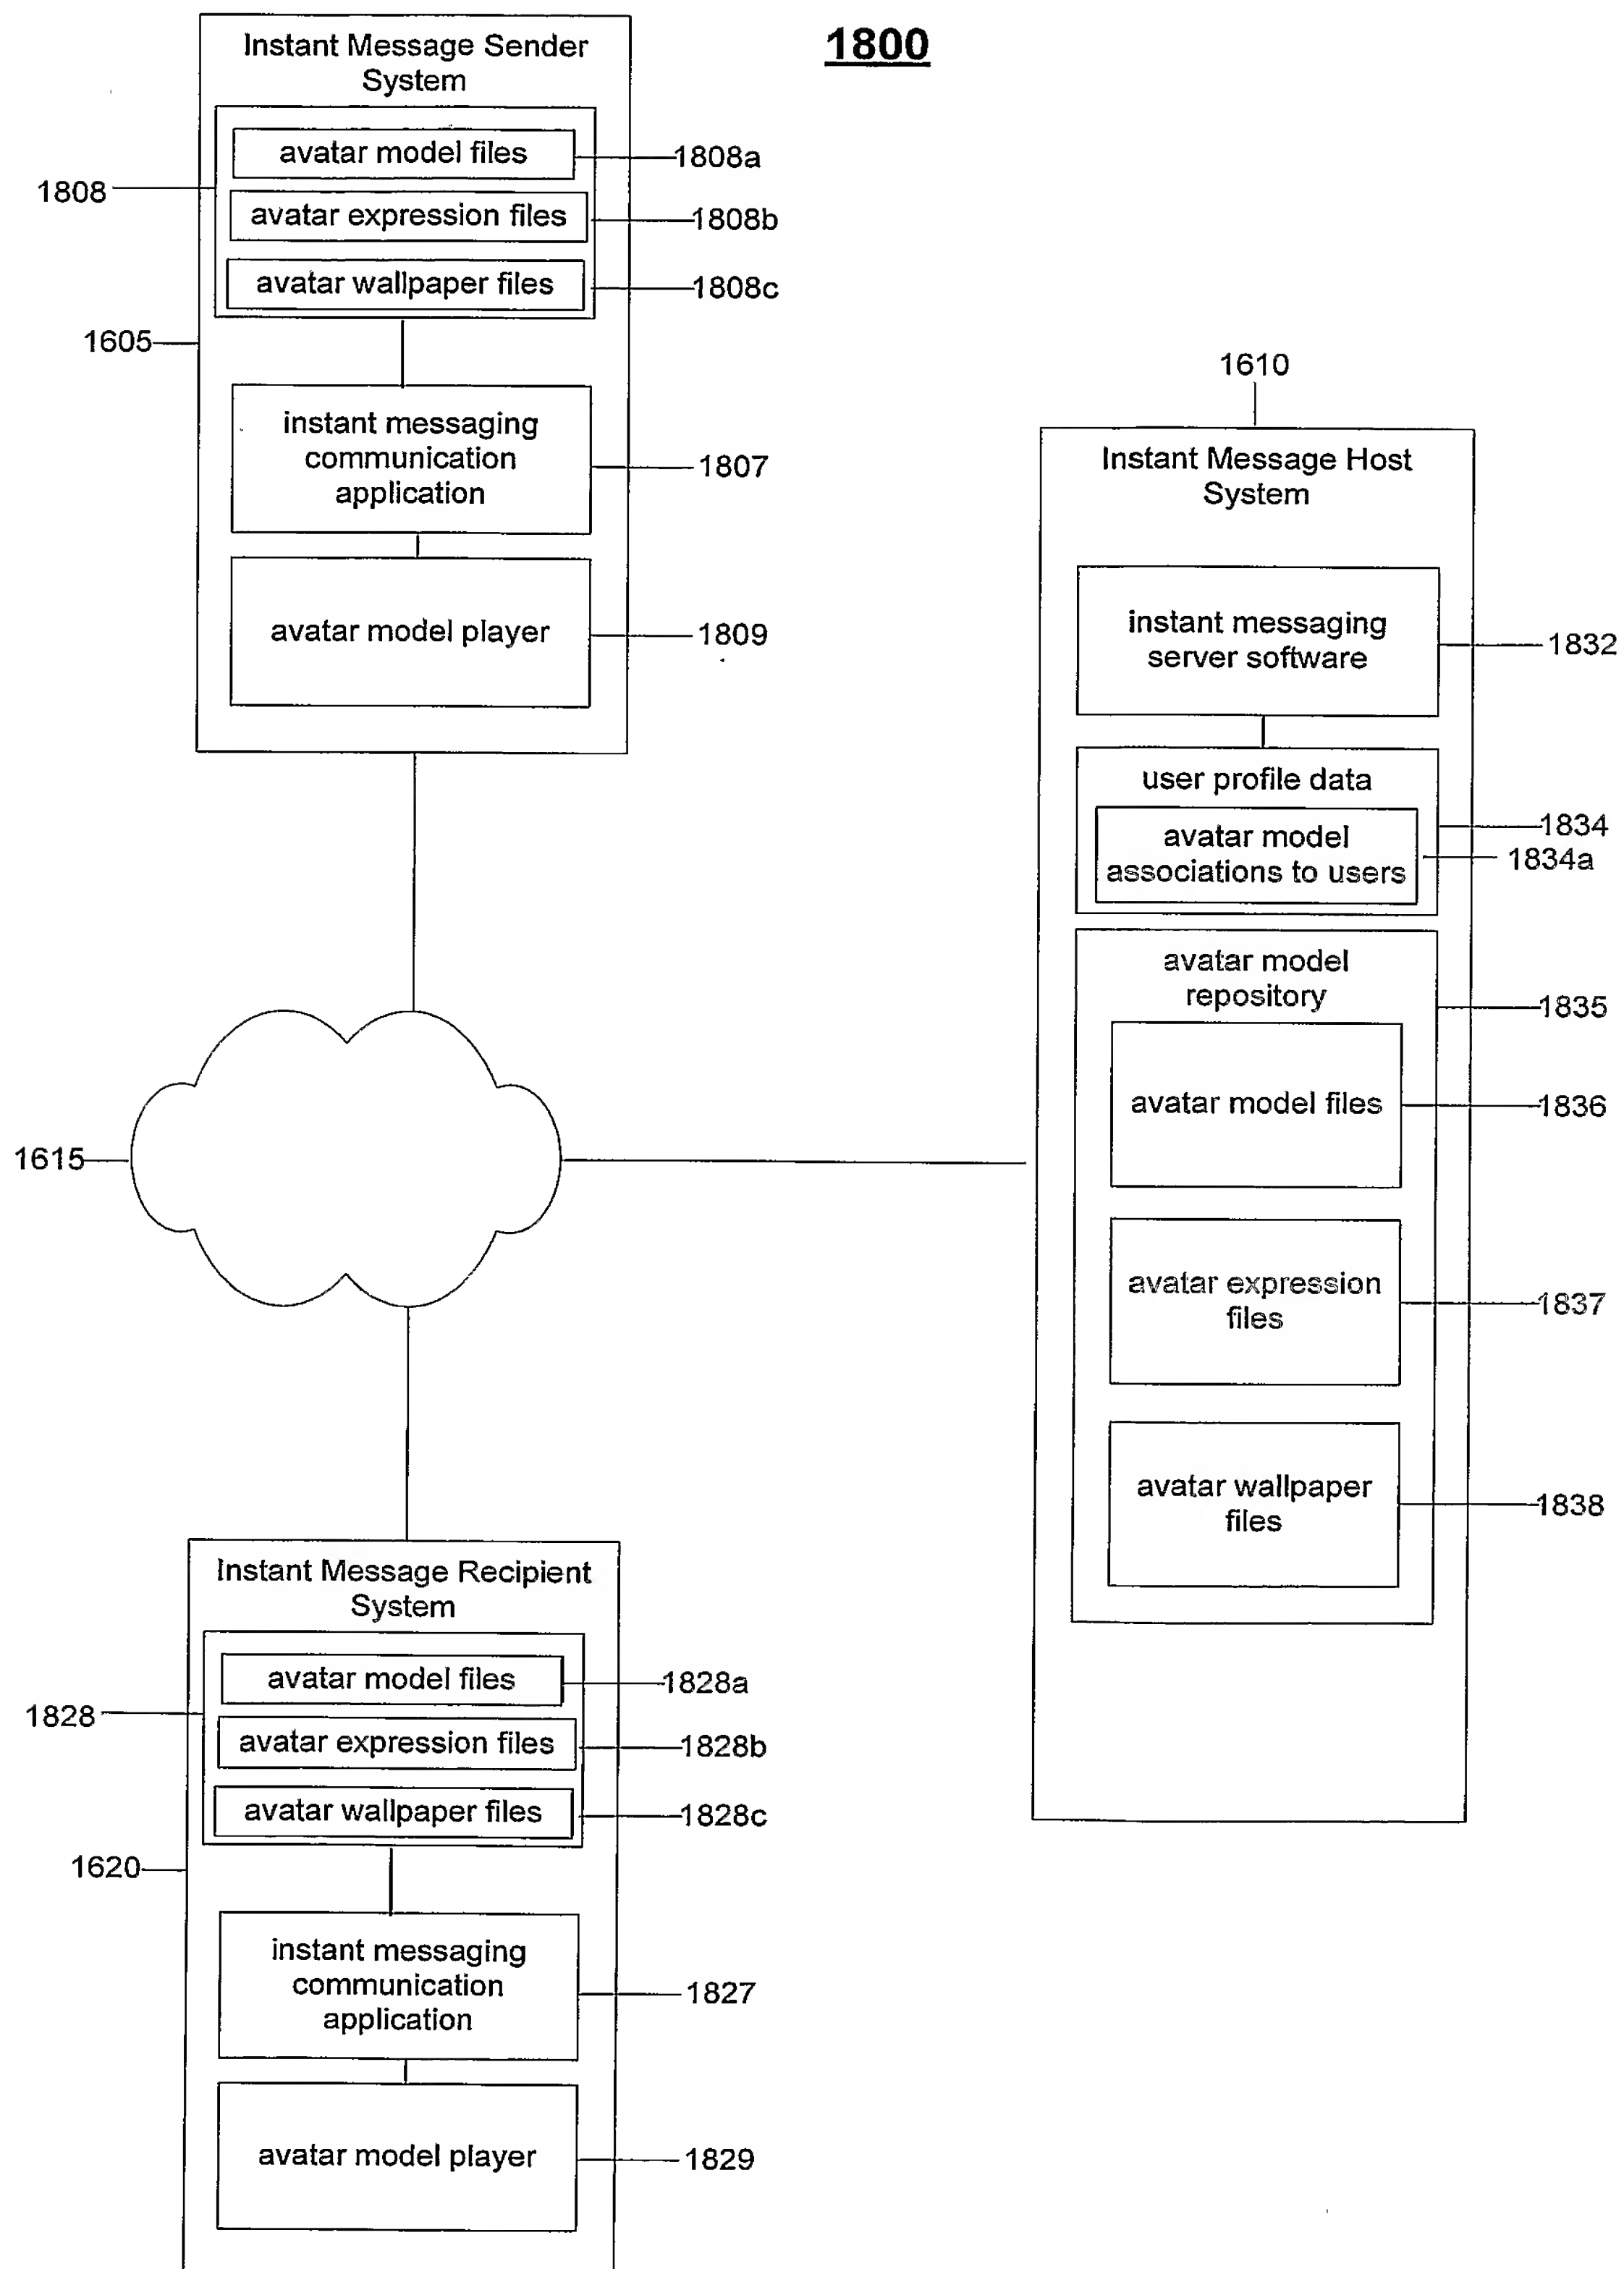 1800
Instant Message Sender
System
avatar model files
1808a
1808
avatar expression files
1808b
avatar wallpaper files
1808c
1605
instant messaging
communication
application
1807
avatar model player
1809
1610
Instant Message Host
System
instant messaging
server software
1832
user profile data
1834
avatar model
associations to users
1834a
avatar model
repository
1835
avatar model files
1836
avatar expression
files
1837
avatar wallpaper
files
1838
1615
Instant Message Recipient
System
avatar model files
1828a
1828
avatar expression files
1828b
avatar wallpaper files
1828c
1620
instant messaging
communication
application
1827
avatar model player
1829